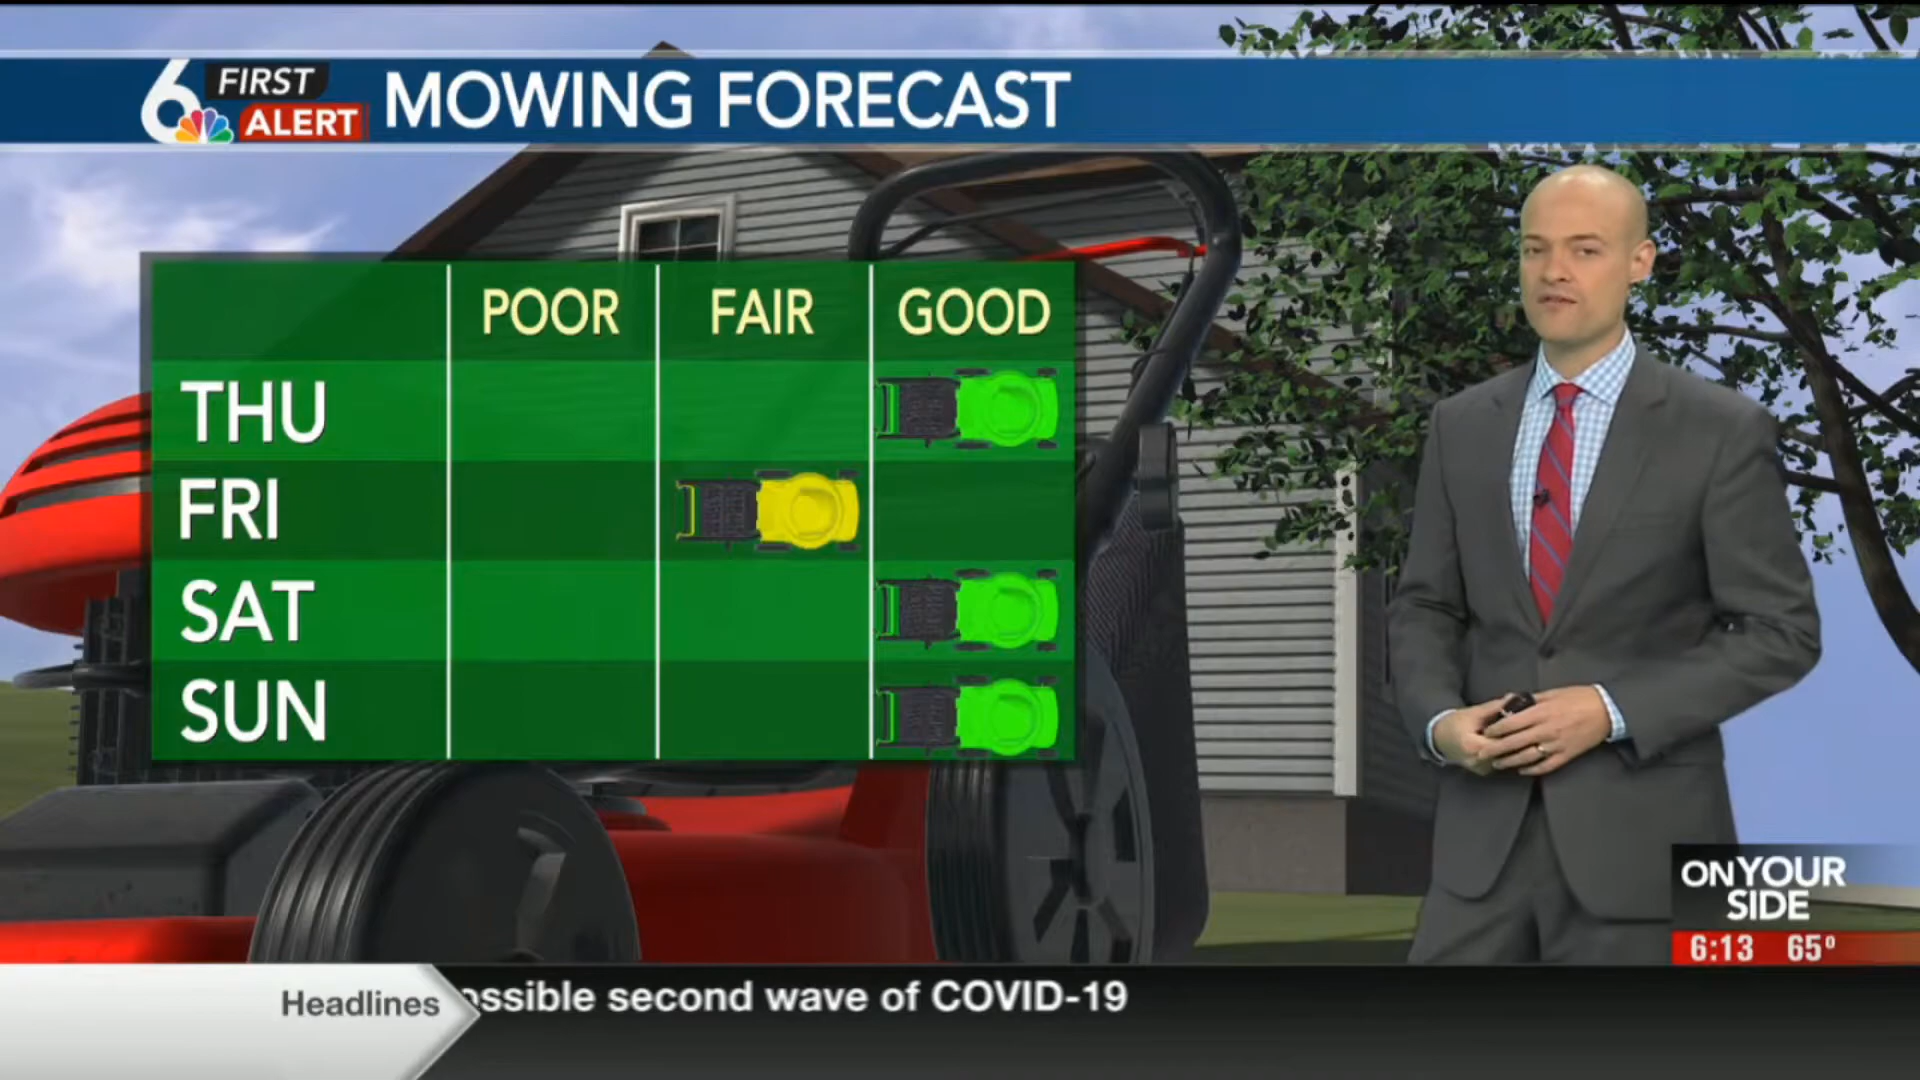 6 FIRST ALERT MOWING FORECAST
POOR FAIR GOOD
THU
FRI
SAT
SUN
ON YOUR
SIDE
6:13 65°
Headlines ossible second wave of COVID-19